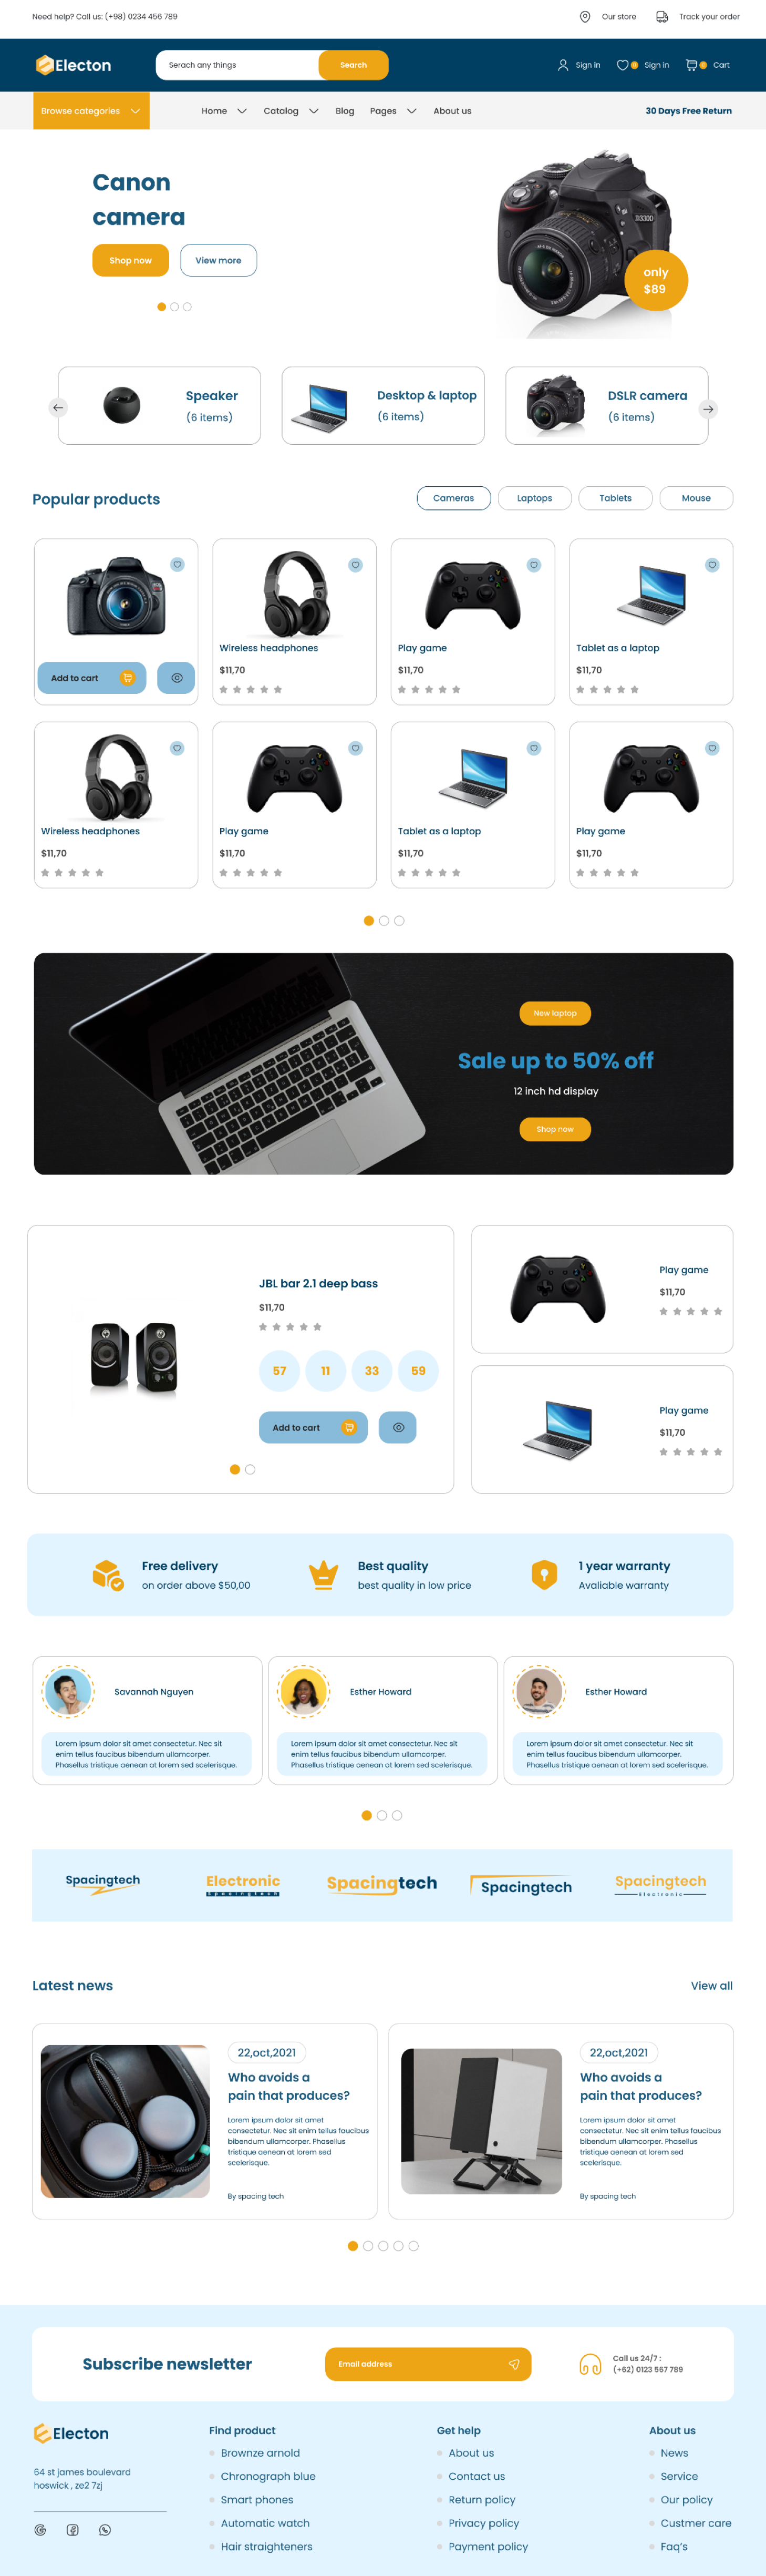 Need help? Call us: (+98) 0234 456 789
Our store
Track your order
Electon
Serach any things
Search
Sign in
Sign in
Cart
Browse categories
Home
Catalog
Blog
Pages
About us
30 Days Free Return
Canon
camera
Shop now
View more
D3300
only
$89
Speaker
(6 items)
Desktop & laptop
(6 items)
DSLR camera
(6 items)
Popular products
Cameras
Laptops
Tablets
Mouse
Add to cart
Wireless headphones
$11,70
Play game
$11,70
Tablet as a laptop
$11,70
Wireless headphones
$11,70
Play game
$11,70
Tablet as a laptop
$11,70
Play game
$11,70
New laptop
Sale up to 50% off
12 inch hd display
Shop now
JBL bar 2.1 deep bass
$11,70
57
11
33
59
Add to cart
Play game
$11,70
Play game
$11,70
Free delivery
on order above $50,00
Best quality
best quality in low price
1 year warranty
Avaliable warranty
Savannah Nguyen
Lorem ipsum dolor sit amet consectetur. Nec sit
enim tellus faucibus bibendum ullamcorper.
Phasellus tristique aenean at lorem sed scelerisque.
Esther Howard
Lorem ipsum dolor sit amet consectetur. Nec sit
enim tellus faucibus bibendum ullamcorper.
Phasellus tristique aenean at lorem sed scelerisque.
Esther Howard
Lorem ipsum dolor sit amet consectetur. Nec sit
enim tellus faucibus bibendum ullamcorper.
Phasellus tristique aenean at lorem sed scelerisque.
Spacingtech
Electronic
Spacingtech
Spacingtech
Spacingtech
Spacingtech
Electronic
Latest news
View all
22,oct,2021
Who avoids a
pain that produces?
Lorem ipsum dolor sit amet
consectetur. Nec sit enim tellus faucibus
bibendum ullamcorper. Phasellus
tristique aenean at lorem sed
scelerisque.
By spacing tech
22,oct,2021
Who avoids a
pain that produces?
Lorem ipsum dolor sit amet
consectetur. Nec sit enim tellus faucibus
bibendum ullamcorper. Phasellus
tristique aenean at lorem sed
scelerisque.
By spacing tech
Subscribe newsletter
Email address
Call us 24/7 :
(+62) 0123 567 789
Electon
64 st james boulevard
hoswick , ze2 7zj
Find product
Brownze arnold
Chronograph blue
Smart phones
Automatic watch
Hair straighteners
Get help
About us
Contact us
Return policy
Privacy policy
Payment policy
About us
News
Service
Our policy
Custmer care
Faq's